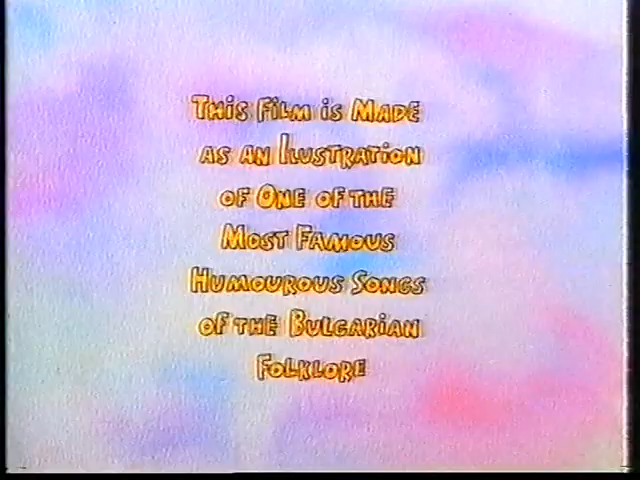 This Film is Made
as an Ilustration
of One of the
Most Famous
Humourous Songs
of the Bulgarian
Folklore